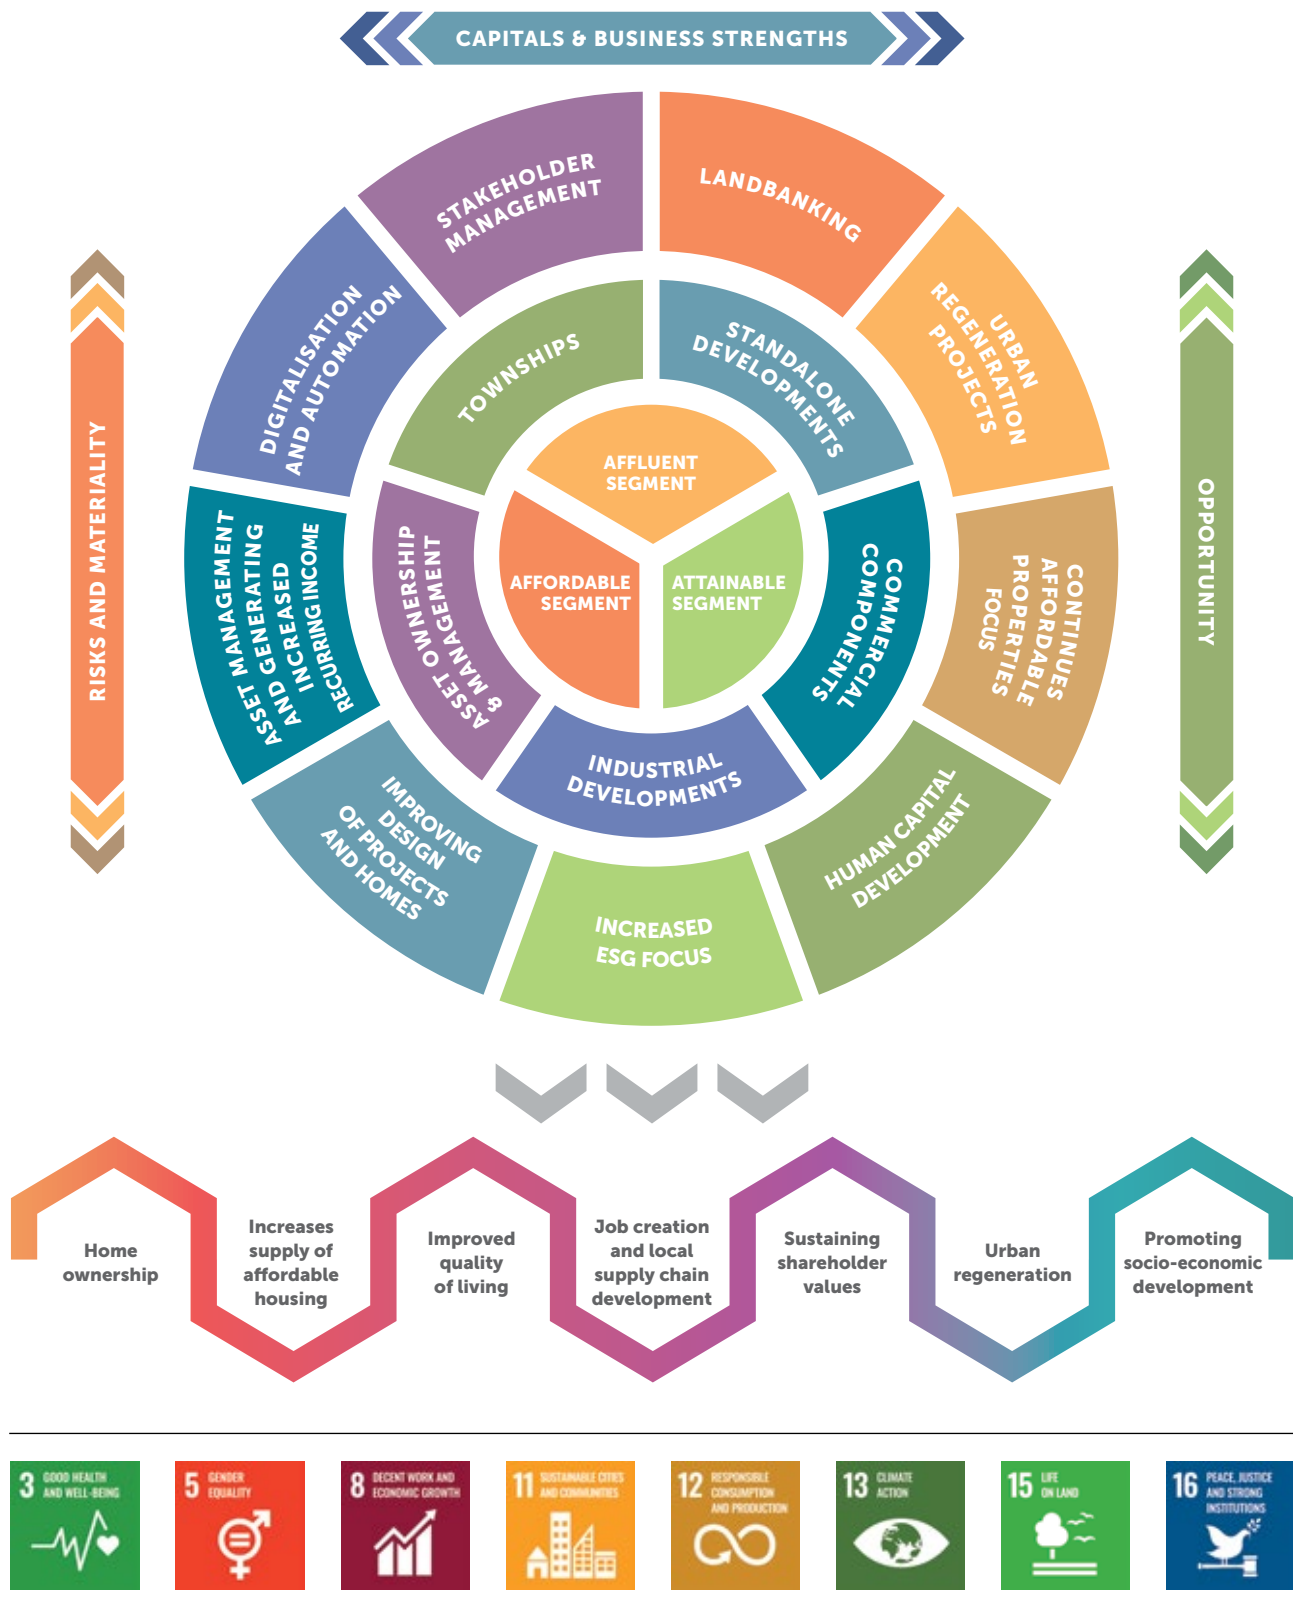 CAPITALS & BUSINESS STRENGTHS
RISKS AND MATERIALITY
OPPORTUNITY
STAKEHOLDER
MANAGEMENT
LANDBANKING
URBAN
REGENERATION
PROJECTS
CONTINUES
AFFORDABLE
PROPERTIES
FOCUS
HUMAN CAPITAL
DEVELOPMENT
INCREASED
ESG FOCUS
IMPROVING
DESIGN
OF PROJECTS
AND HOMES
ASSET MANAGEMENT
AND GENERATING
AND INCREASED
INCREASED
RECURRING INCOME
DIGITALISATION
AND AUTOMATION
TOWNSHIPS
STANDALONE
DEVELOPMENTS
COMMERCIAL
COMPONENTS
INDUSTRIAL
DEVELOPMENTS
ASSET OWNERSHIP
& MANAGEMENT
AFFLUENT
SEGMENT
AFFORDABLE
SEGMENT
ATTAINABLE
SEGMENT
Home
ownership
Increases
supply of
affordable
housing
Improved
quality
of living
Job creation
and local
supply chain
development
Sustaining
shareholder
values
Urban
regeneration
Promoting
socio-economic
development
3 GOOD HEALTH
AND WELL-BEING
5 GENDER
EQUALITY
8 DECENT WORK AND
ECONOMIC GROWTH
11 SUSTAINABLE CITIES
AND COMMUNITIES
12 RESPONSIBLE
CONSUMPTION
AND PRODUCTION
13 CLIMATE
ACTION
15 LIFE
ON LAND
16 PEACE, JUSTICE
AND STRONG
INSTITUTIONS